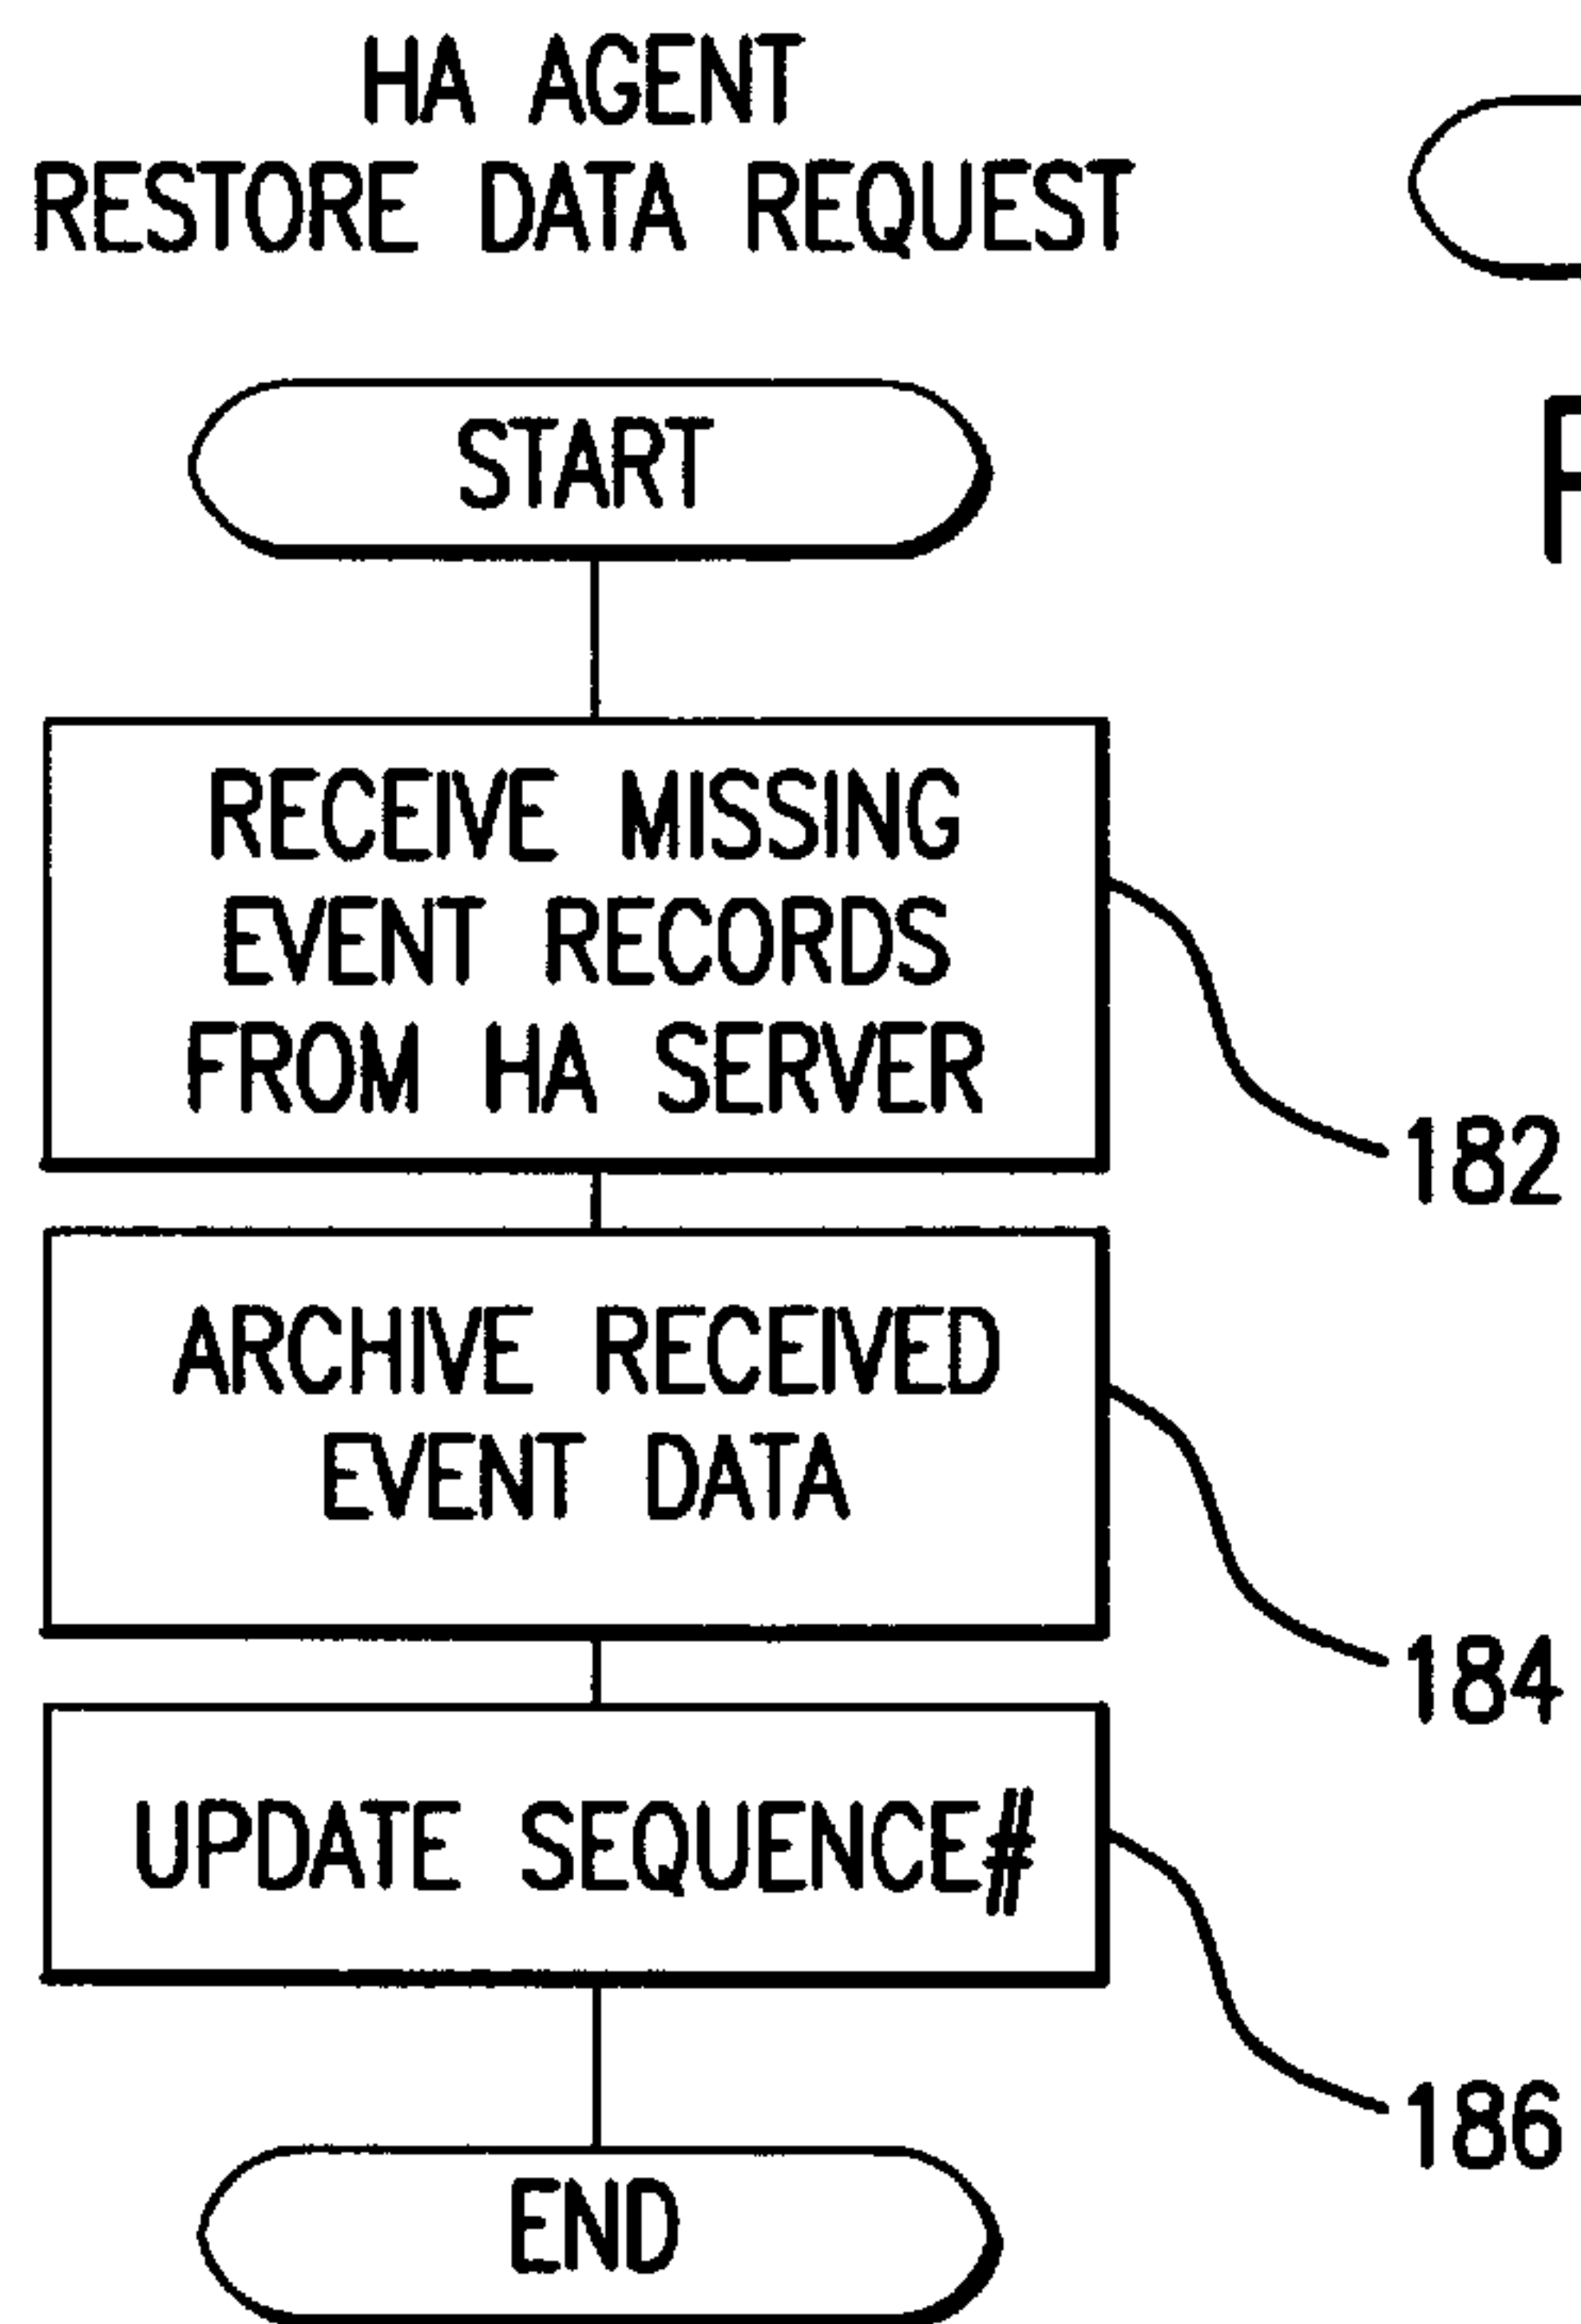 HA AGENT
RESTORE DATA REQUEST
START
RECEIVE MISSING
EVENT RECORDS
FROM HA SERVER
182
ARCHIVE RECEIVED
EVENT DATA
184
UPDATE SEQUENCE#
186
END